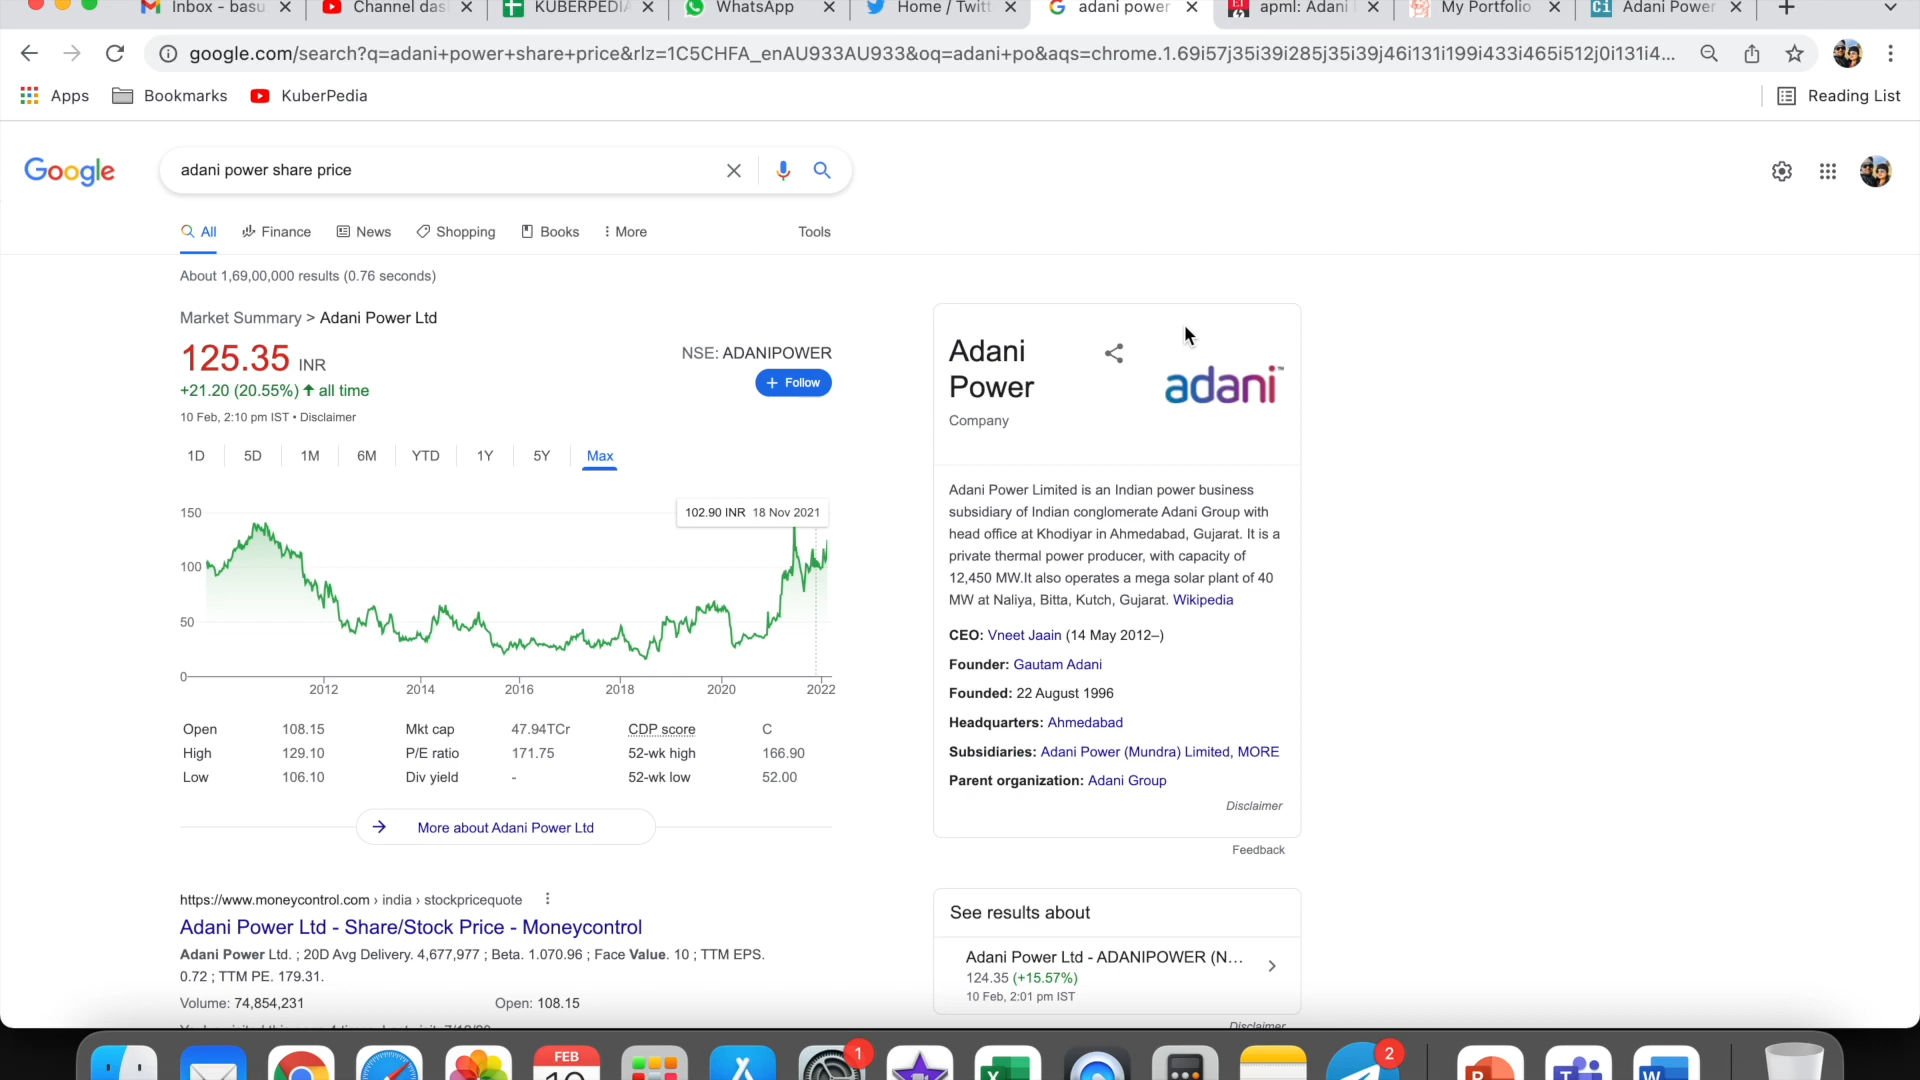 Inbox - basu
Channel das
KUBERPEDIA
WhatsApp
Home / Twitt
adani power
apml: Adani
My Portfolio
Adani Power
google.com/search?q=adani+power+share+price&rlz=1C5CHFA_enAU933AU933&oq=adani+po&aqs=chrome.1.69i57j35i39i285j35i39j46i131i199i433i465i512j0i131i4...
Apps
Bookmarks
KuberPedia
Reading List
Google
adani power share price
All
Finance
News
Shopping
Books
More
Tools
About 1,69,00,000 results (0.76 seconds)
Market Summary > Adani Power Ltd
125.35 INR
NSE: ADANIPOWER
+ Follow
+21.20 (20.55%) ↑ all time
10 Feb, 2:10 pm IST • Disclaimer
1D 5D 1M 6M YTD 1Y 5Y Max
102.90 INR 18 Nov 2021
150
100
50
0
2012 2014 2016 2018 2020 2022
Open 108.15 Mkt cap 47.94TCr CDP score C
High 129.10 P/E ratio 171.75 52-wk high 166.90
Low 106.10 Div yield - 52-wk low 52.00
More about Adani Power Ltd
https://www.moneycontrol.com › india › stockpricequote
Adani Power Ltd - Share/Stock Price - Moneycontrol
Adani Power Ltd. ; 20D Avg Delivery. 4,677,977 ; Beta. 1.070.96 ; Face Value. 10 ; TTM EPS.
0.72 ; TTM PE. 179.31.
Volume: 74,854,231 Open: 108.15
Adani
Power
Company
adani™
Adani Power Limited is an Indian power business
subsidiary of Indian conglomerate Adani Group with
head office at Khodiyar in Ahmedabad, Gujarat. It is a
private thermal power producer, with capacity of
12,450 MW.It also operates a mega solar plant of 40
MW at Naliya, Bitta, Kutch, Gujarat. Wikipedia
CEO: Vneet Jaain (14 May 2012–)
Founder: Gautam Adani
Founded: 22 August 1996
Headquarters: Ahmedabad
Subsidiaries: Adani Power (Mundra) Limited, MORE
Parent organization: Adani Group
Disclaimer
Feedback
See results about
Adani Power Ltd - ADANIPOWER (N...
124.35 (+15.57%)
10 Feb, 2:01 pm IST
Disclaimer
FEB
1
2